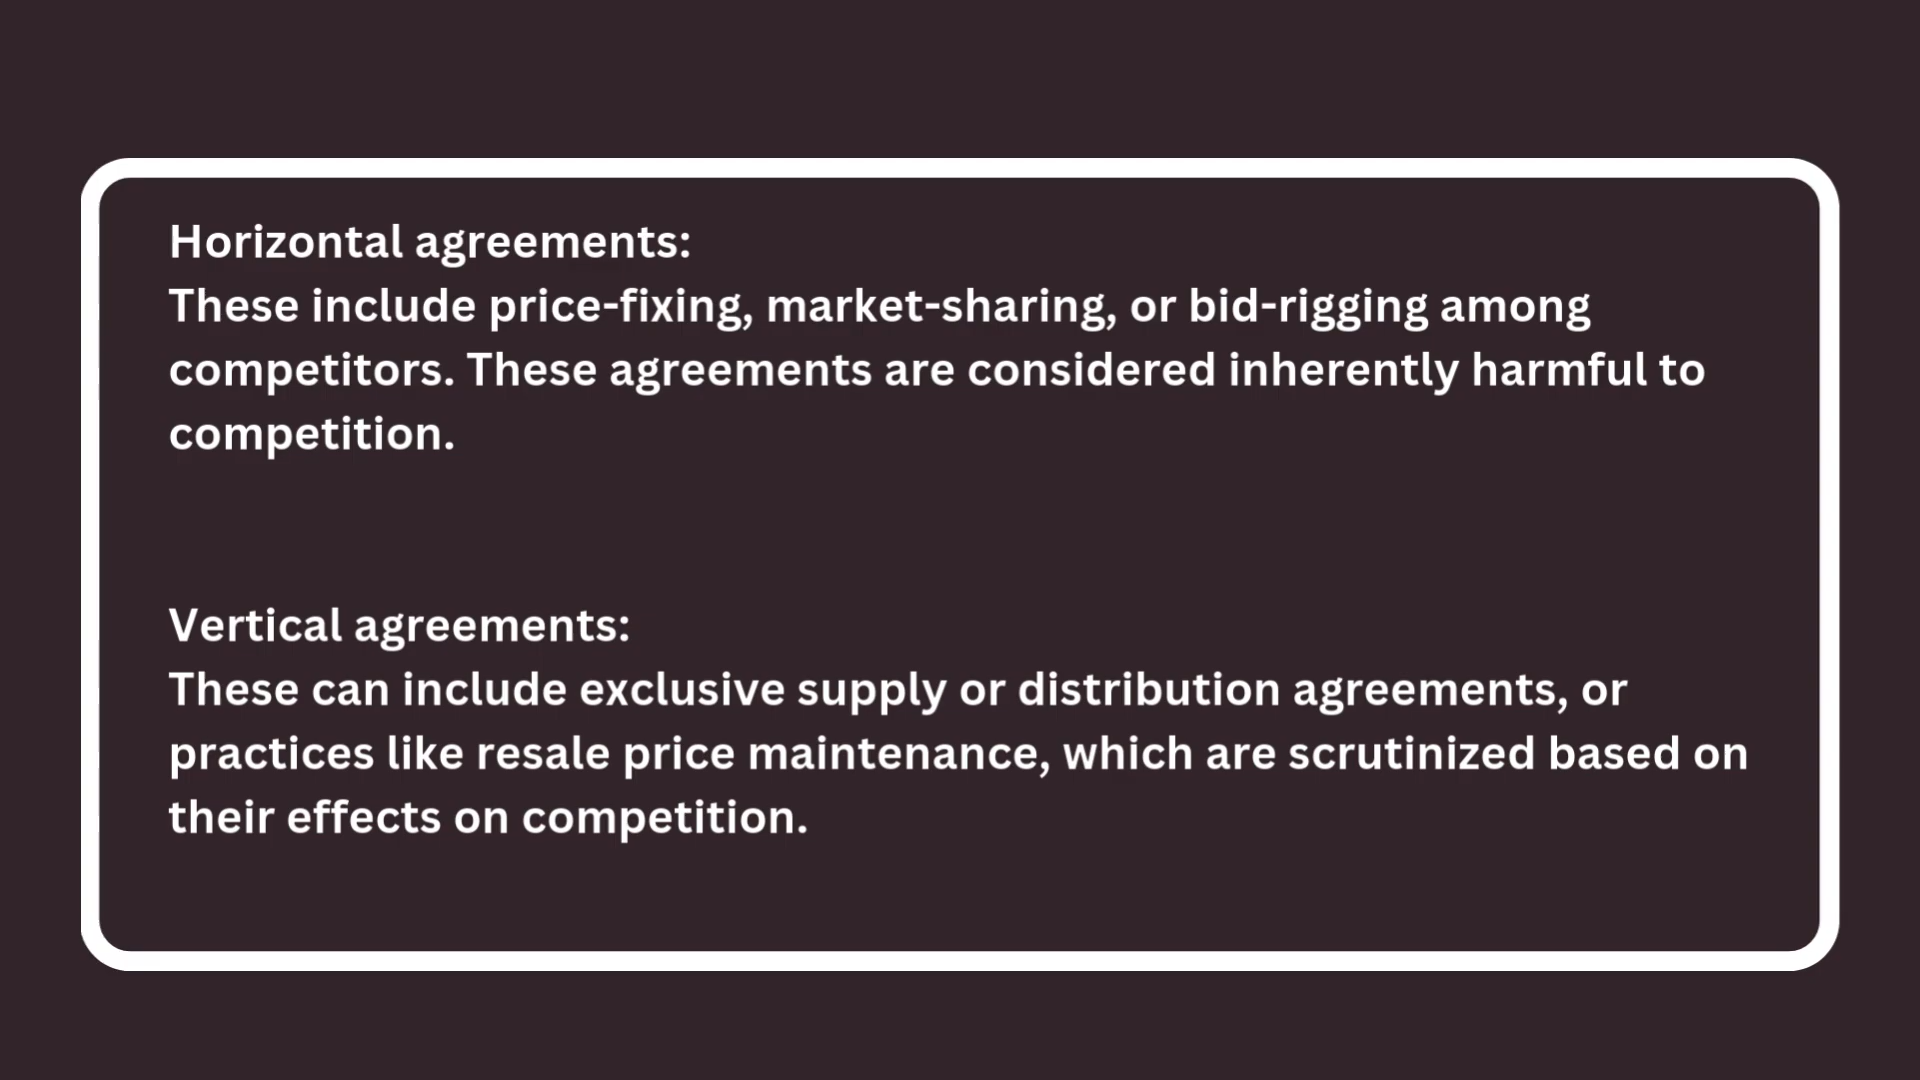 Horizontal agreements:
These include price-fixing, market-sharing, or bid-rigging among
competitors. These agreements are considered inherently harmful to
competition.
Vertical agreements:
These can include exclusive supply or distribution agreements, or
practices like resale price maintenance, which are scrutinized based on
their effects on competition.